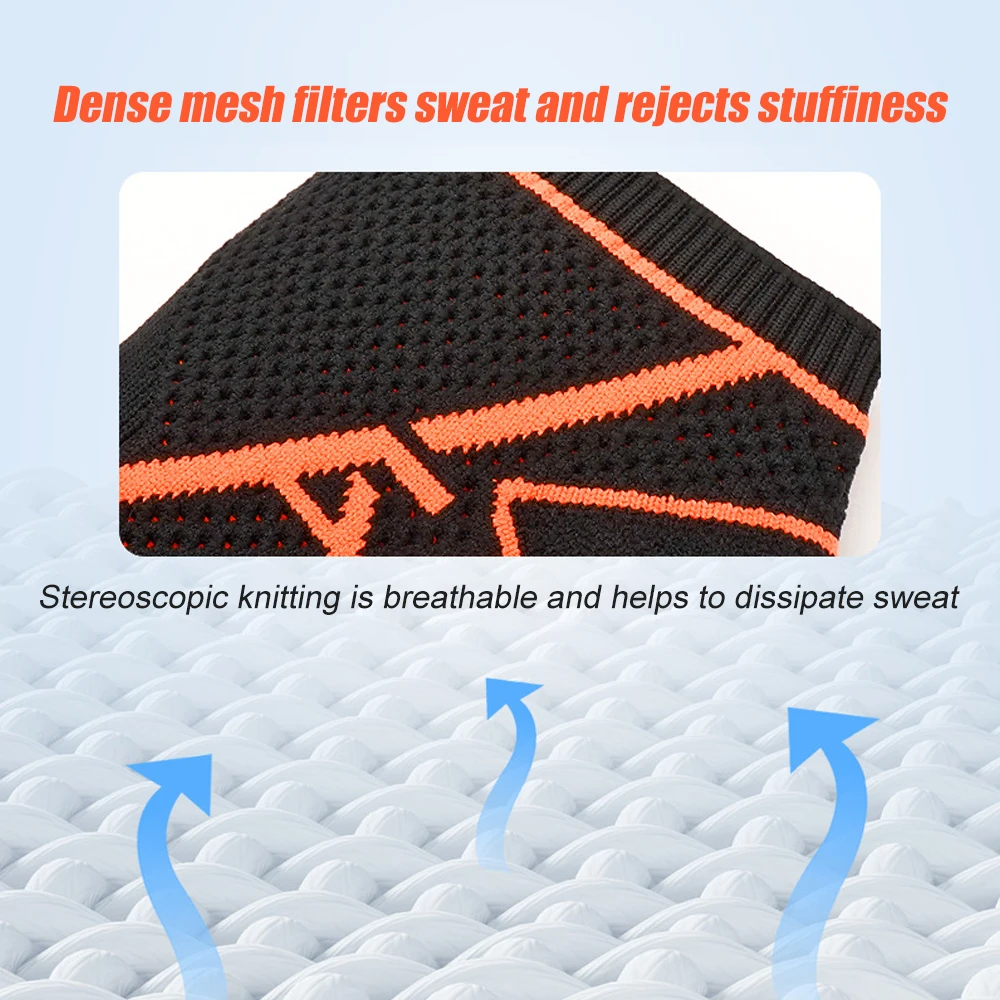 Dense mesh filters sweat and rejects stuffiness
Stereoscopic knitting is breathable and helps to dissipate sweat